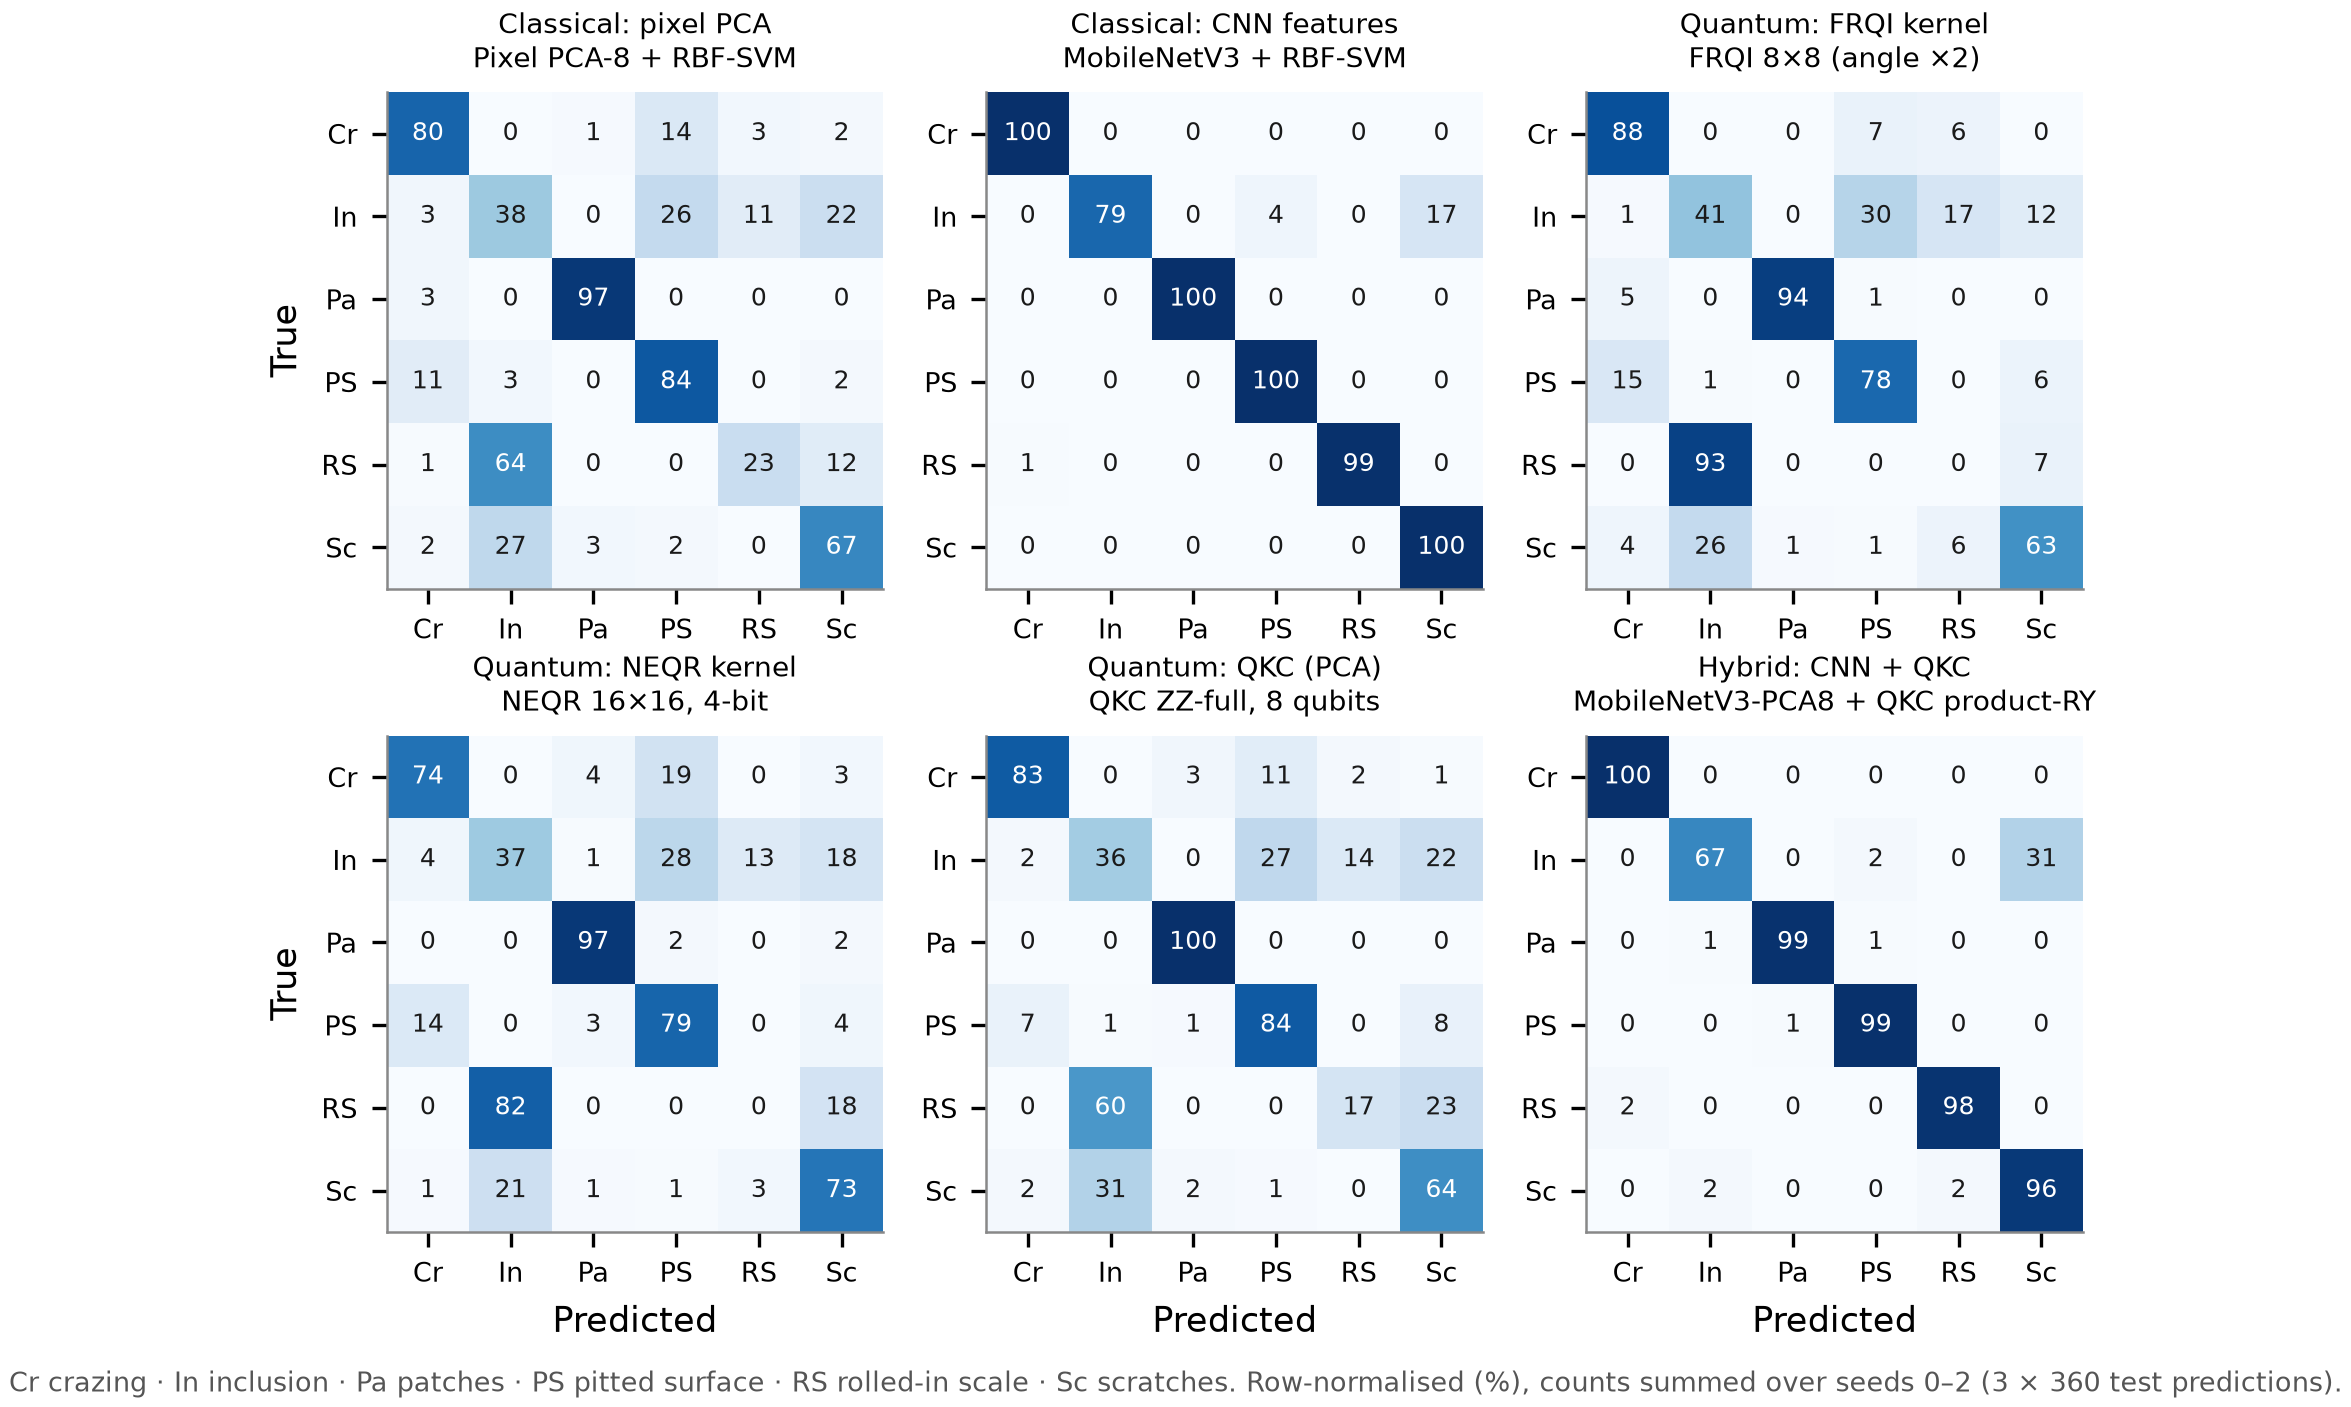 Classical: pixel PCA
Pixel PCA-8 + RBF-SVM
Classical: CNN features
MobileNetV3 + RBF-SVM
Quantum: FRQI kernel
FRQI 8×8 (angle ×2)
True
Cr 80 0 1 14 3 2
In 3 38 0 26 11 22
Pa 3 0 97 0 0 0
PS 11 3 0 84 0 2
RS 1 64 0 0 23 12
Sc 2 27 3 2 0 67
Cr In Pa PS RS Sc
Cr 100 0 0 0 0 0
In 0 79 0 4 0 17
Pa 0 0 100 0 0 0
PS 0 0 0 100 0 0
RS 1 0 0 0 99 0
Sc 0 0 0 0 0 100
Cr In Pa PS RS Sc
Cr 88 0 0 7 6 0
In 1 41 0 30 17 12
Pa 5 0 94 1 0 0
PS 15 1 0 78 0 6
RS 0 93 0 0 0 7
Sc 4 26 1 1 6 63
Cr In Pa PS RS Sc
Quantum: NEQR kernel
NEQR 16×16, 4-bit
Quantum: QKC (PCA)
QKC ZZ-full, 8 qubits
Hybrid: CNN + QKC
MobileNetV3-PCA8 + QKC product-RY
True
Cr 74 0 4 19 0 3
In 4 37 1 28 13 18
Pa 0 0 97 2 0 2
PS 14 0 3 79 0 4
RS 0 82 0 0 0 18
Sc 1 21 1 1 3 73
Cr In Pa PS RS Sc
Predicted
Cr 83 0 3 11 2 1
In 2 36 0 27 14 22
Pa 0 0 100 0 0 0
PS 7 1 1 84 0 8
RS 0 60 0 0 17 23
Sc 2 31 2 1 0 64
Cr In Pa PS RS Sc
Predicted
Cr 100 0 0 0 0 0
In 0 67 0 2 0 31
Pa 0 1 99 1 0 0
PS 0 0 1 99 0 0
RS 2 0 0 0 98 0
Sc 0 2 0 0 2 96
Cr In Pa PS RS Sc
Predicted
Cr crazing · In inclusion · Pa patches · PS pitted surface · RS rolled-in scale · Sc scratches. Row-normalised (%), counts summed over seeds 0–2 (3 × 360 test predictions).